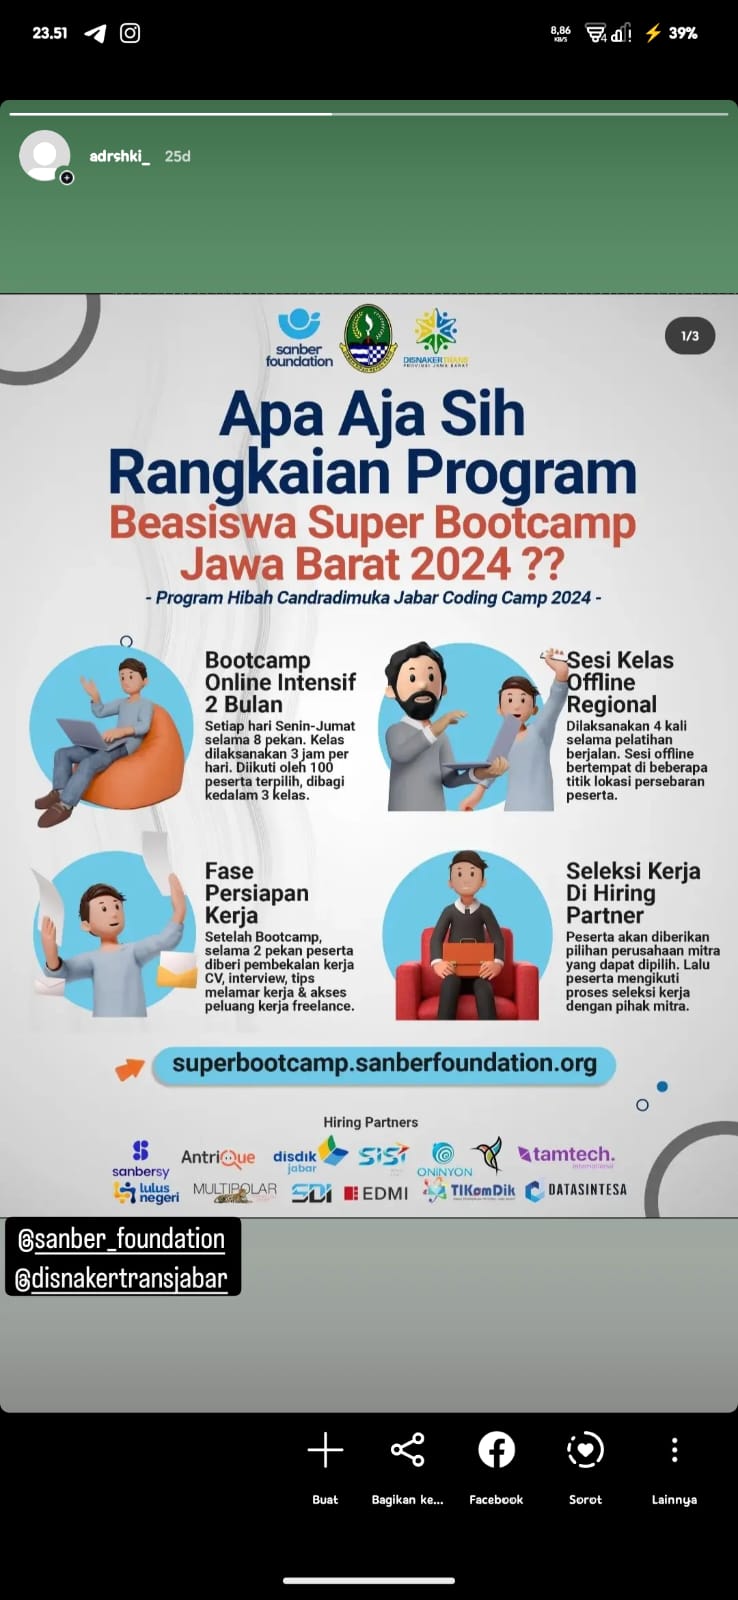 23.51
8,86
KB/S
4
39%
adrshki_ 25d
sanber
foundation
DISNAKERTRANS
PROVINSI JAWA BARAT
1/3
Apa Aja Sih
Rangkaian Program
Beasiswa Super Bootcamp
Jawa Barat 2024 ??
- Program Hibah Candradimuka Jabar Coding Camp 2024 -
Bootcamp
Online Intensif
2 Bulan
Setiap hari Senin-Jumat
selama 8 pekan. Kelas
dilaksanakan 3 jam per
hari. Diikuti oleh 100
peserta terpilih, dibagi
kedalam 3 kelas.
Sesi Kelas
Offline
Regional
Dilaksanakan 4 kali
selama pelatihan
berjalan. Sesi offline
bertempat di beberapa
titik lokasi persebaran
peserta.
Fase
Persiapan
Kerja
Setelah Bootcamp,
selama 2 pekan peserta
diberi pembekalan kerja
CV, interview, tips
melamar kerja & akses
peluang kerja freelance.
Seleksi Kerja
Di Hiring
Partner
Peserta akan diberikan
pilihan perusahaan mitra
yang dapat dipilih. Lalu
peserta mengikuti
proses seleksi kerja
dengan pihak mitra.
superbootcamp.sanberfoundation.org
Hiring Partners
sanbersy
AntriQue
disdik
jabar
SiSi
ONINYON
tamtech.
international
lulus
negeri
MULTIPOLAR
SDI
EDMI
TIKomDik
DATASINTESA
@sanber_foundation
@disnakertransjabar
Buat
Bagikan ke...
Facebook
Sorot
Lainnya